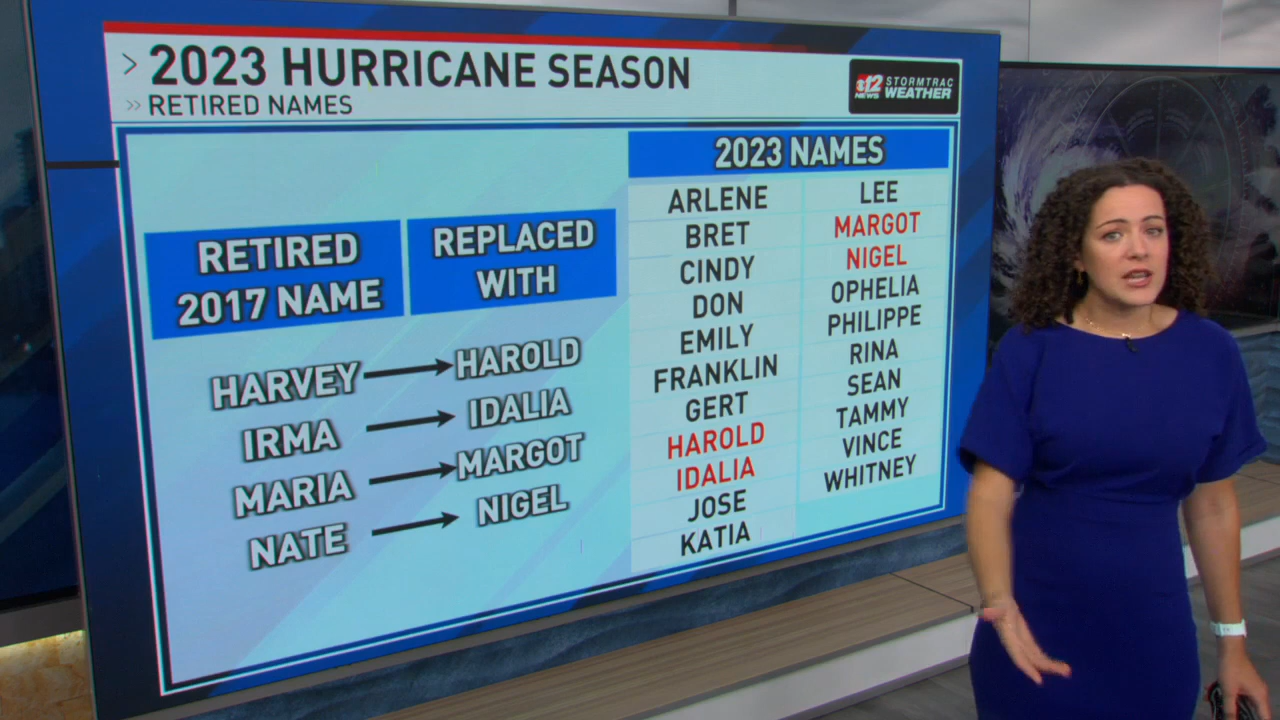 > 2023 HURRICANE SEASON
>> RETIRED NAMES
CBS 12 NEWS
STORMTRAC
WEATHER
RETIRED
2017 NAME
REPLACED
WITH
HARVEY → HAROLD
IRMA → IDALIA
MARIA → MARGOT
NATE → NIGEL
2023 NAMES
ARLENE
BRET
CINDY
DON
EMILY
FRANKLIN
GERT
HAROLD
IDALIA
JOSE
KATIA
LEE
MARGOT
NIGEL
OPHELIA
PHILIPPE
RINA
SEAN
TAMMY
VINCE
WHITNEY